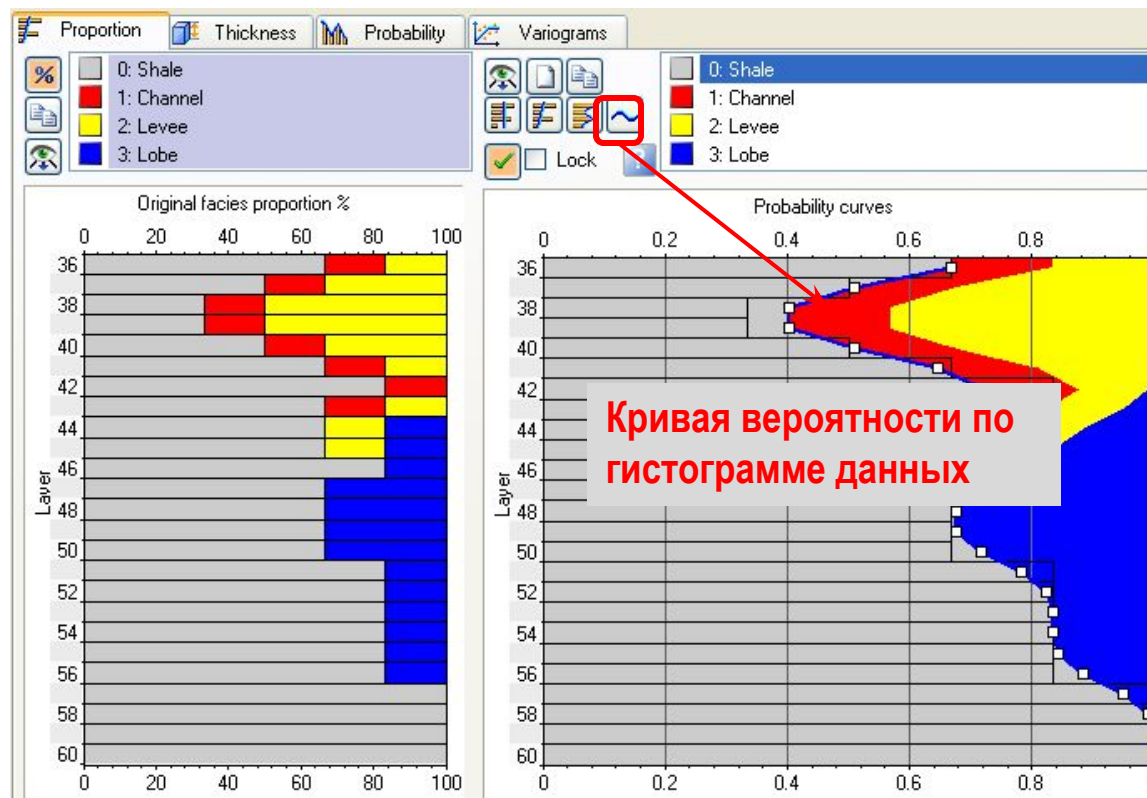 Proportion Thickness Probability Variograms
% 0: Shale
1: Channel
2: Levee
3: Lobe
0: Shale
1: Channel
2: Levee
3: Lobe
Lock
Original facies proportion %
0 20 40 60 80 100
36
38
40
42
44
46
48
50
52
54
56
58
60
Layer
0 20 40 60 80 100
Probability curves
0 0.2 0.4 0.6 0.8
36
38
40
42
44
46
48
50
52
54
56
58
60
Layer
0 0.2 0.4 0.6 0.8
Кривая вероятности по
гистограмме данных